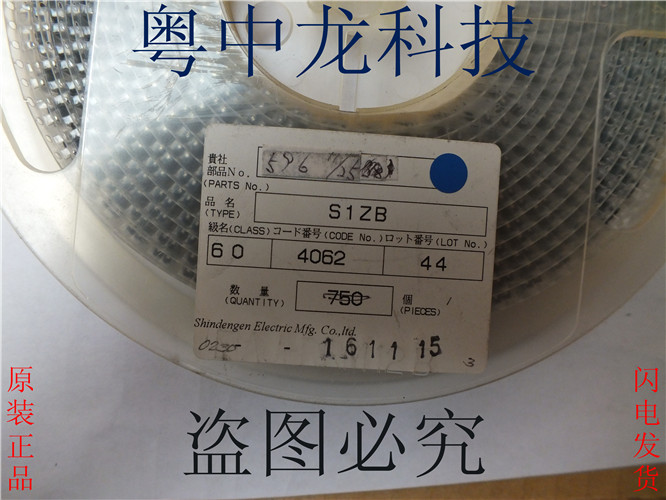 粤中龙科技
貴社
部品No.
(PARTS No.)
596
品名
(TYPE)
S1ZB
級名(CLASS) コード番号(CODE No.) ロット番号(LOT No.)
60 4062 44
数量
(QUANTITY)
750
個
(PIECES)
Shindengen Electric Mfg. Co.,ltd.
- 161115
3
原装正品
闪电发货
盗图必究